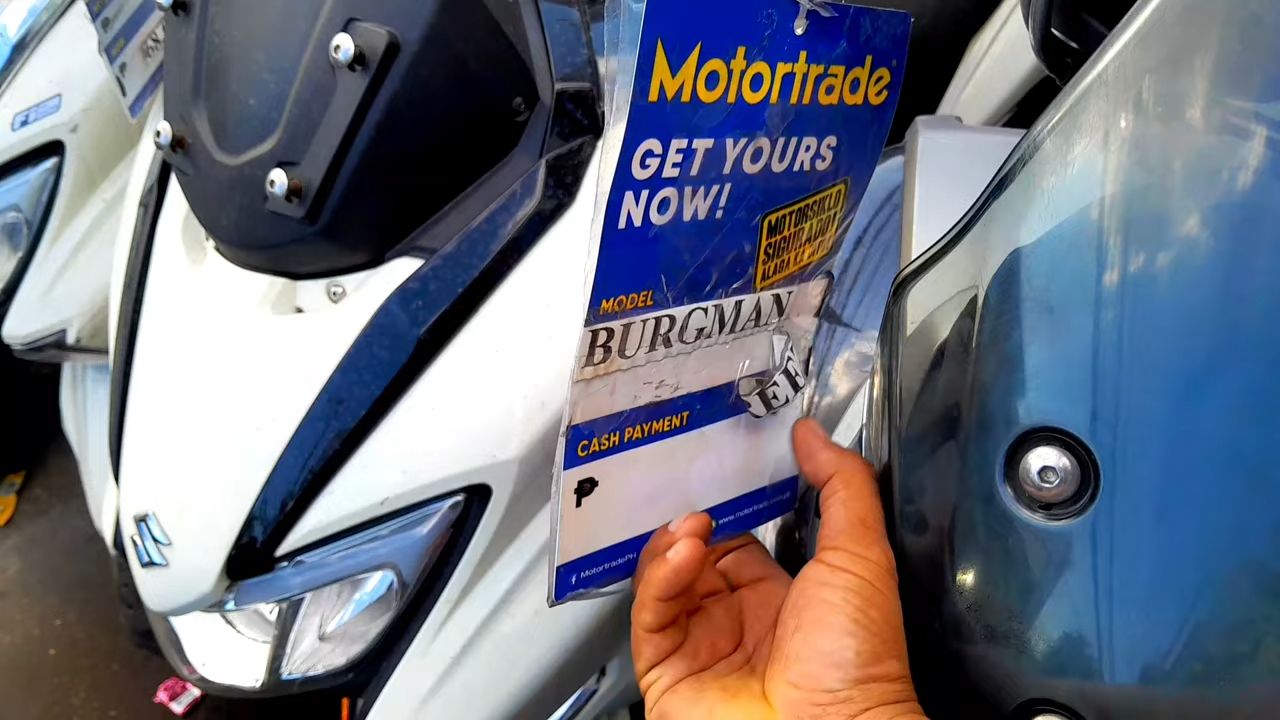 Motortrade
GET YOURS
NOW!
MOTORSIKLO
SIGURADO!
MODEL
BURGMAN
CASH PAYMENT
₱
www.motortrade.com.ph
MotortradePH